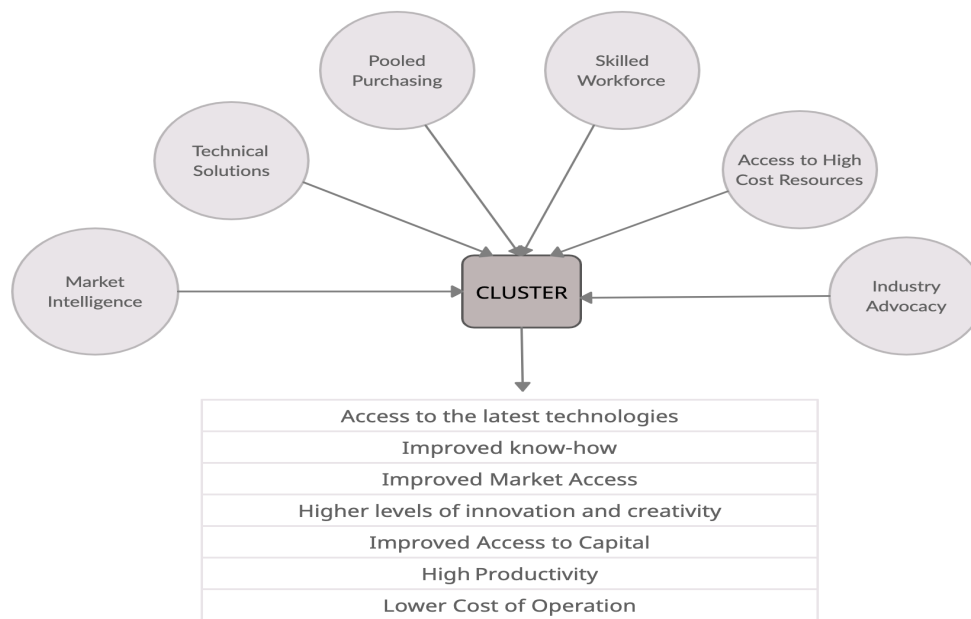 Pooled
Purchasing
Skilled
Workforce
Technical
Solutions
Access to High
Cost Resources
Market
Intelligence
CLUSTER
Industry
Advocacy
Access to the latest technologies
Improved know-how
Improved Market Access
Higher levels of innovation and creativity
Improved Access to Capital
High Productivity
Lower Cost of Operation